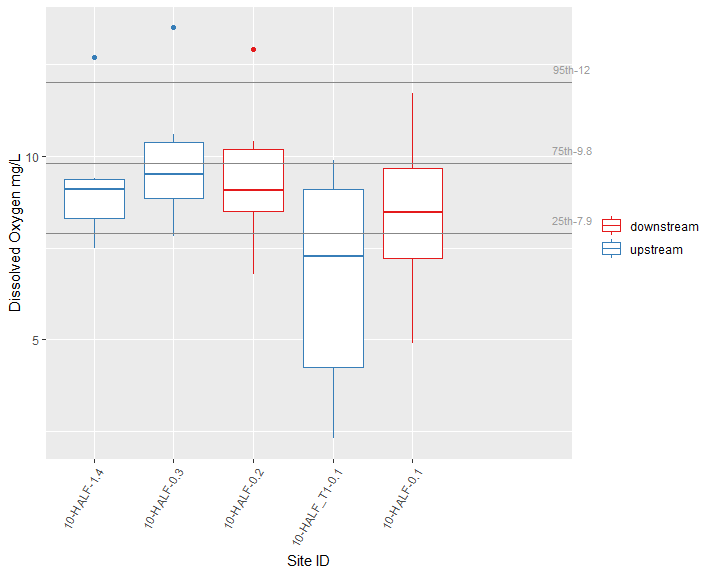 Dissolved Oxygen mg/L
10
5
95th-12
75th-9.8
25th-7.9
10-HALF-1.4
10-HALF-0.3
10-HALF-0.2
10-HALF_T1-0.1
10-HALF-0.1
Site ID
downstream
upstream